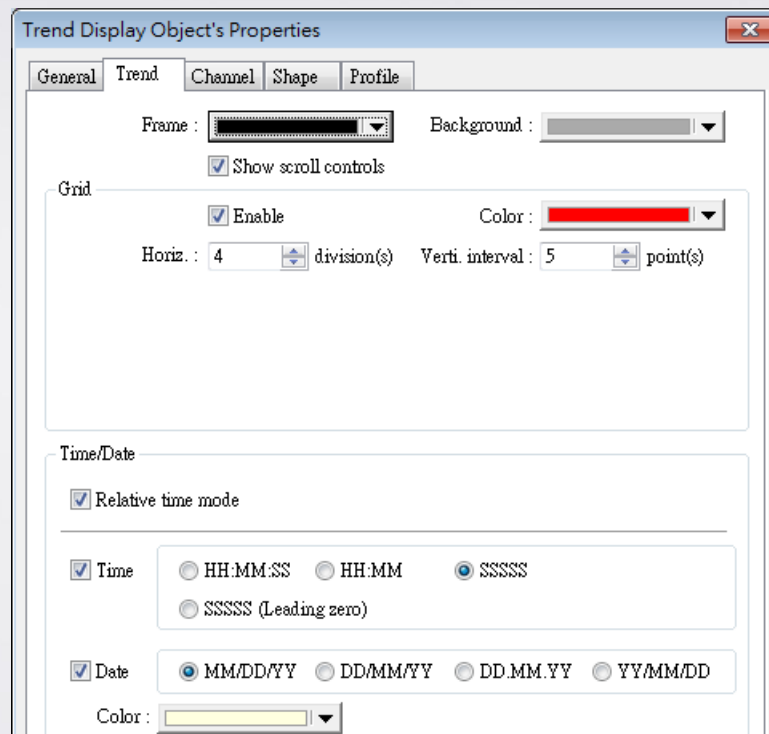 Trend Display Object's Properties
General Trend Channel Shape Profile
Frame : Background :
Show scroll controls
Grid
Enable Color :
Horiz. : 4 division(s) Verti. interval : 5 point(s)
Time/Date
Relative time mode
Time HH:MM:SS HH:MM SSSSS
SSSSS (Leading zero)
Date MM/DD/YY DD/MM/YY DD.MM.YY YY/MM/DD
Color :